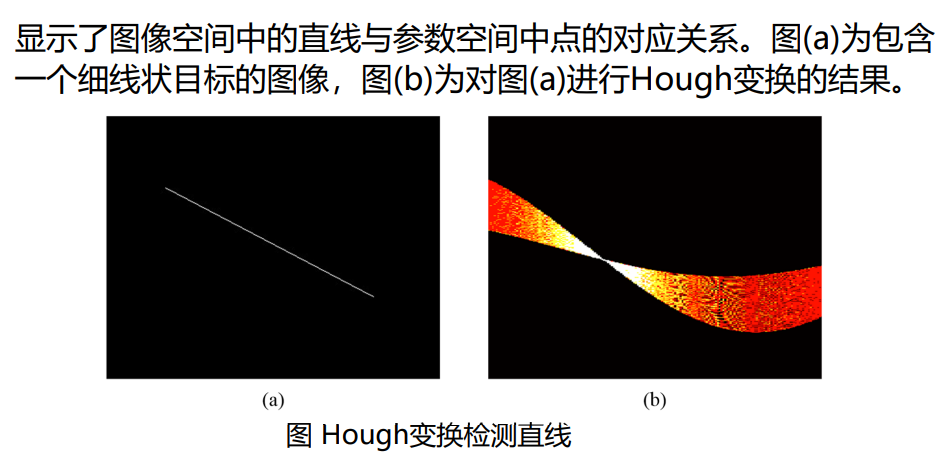 显示了图像空间中的直线与参数空间中点的对应关系。图(a)为包含
一个细线状目标的图像，图(b)为对图(a)进行Hough变换的结果。
(a)
(b)
图 Hough变换检测直线